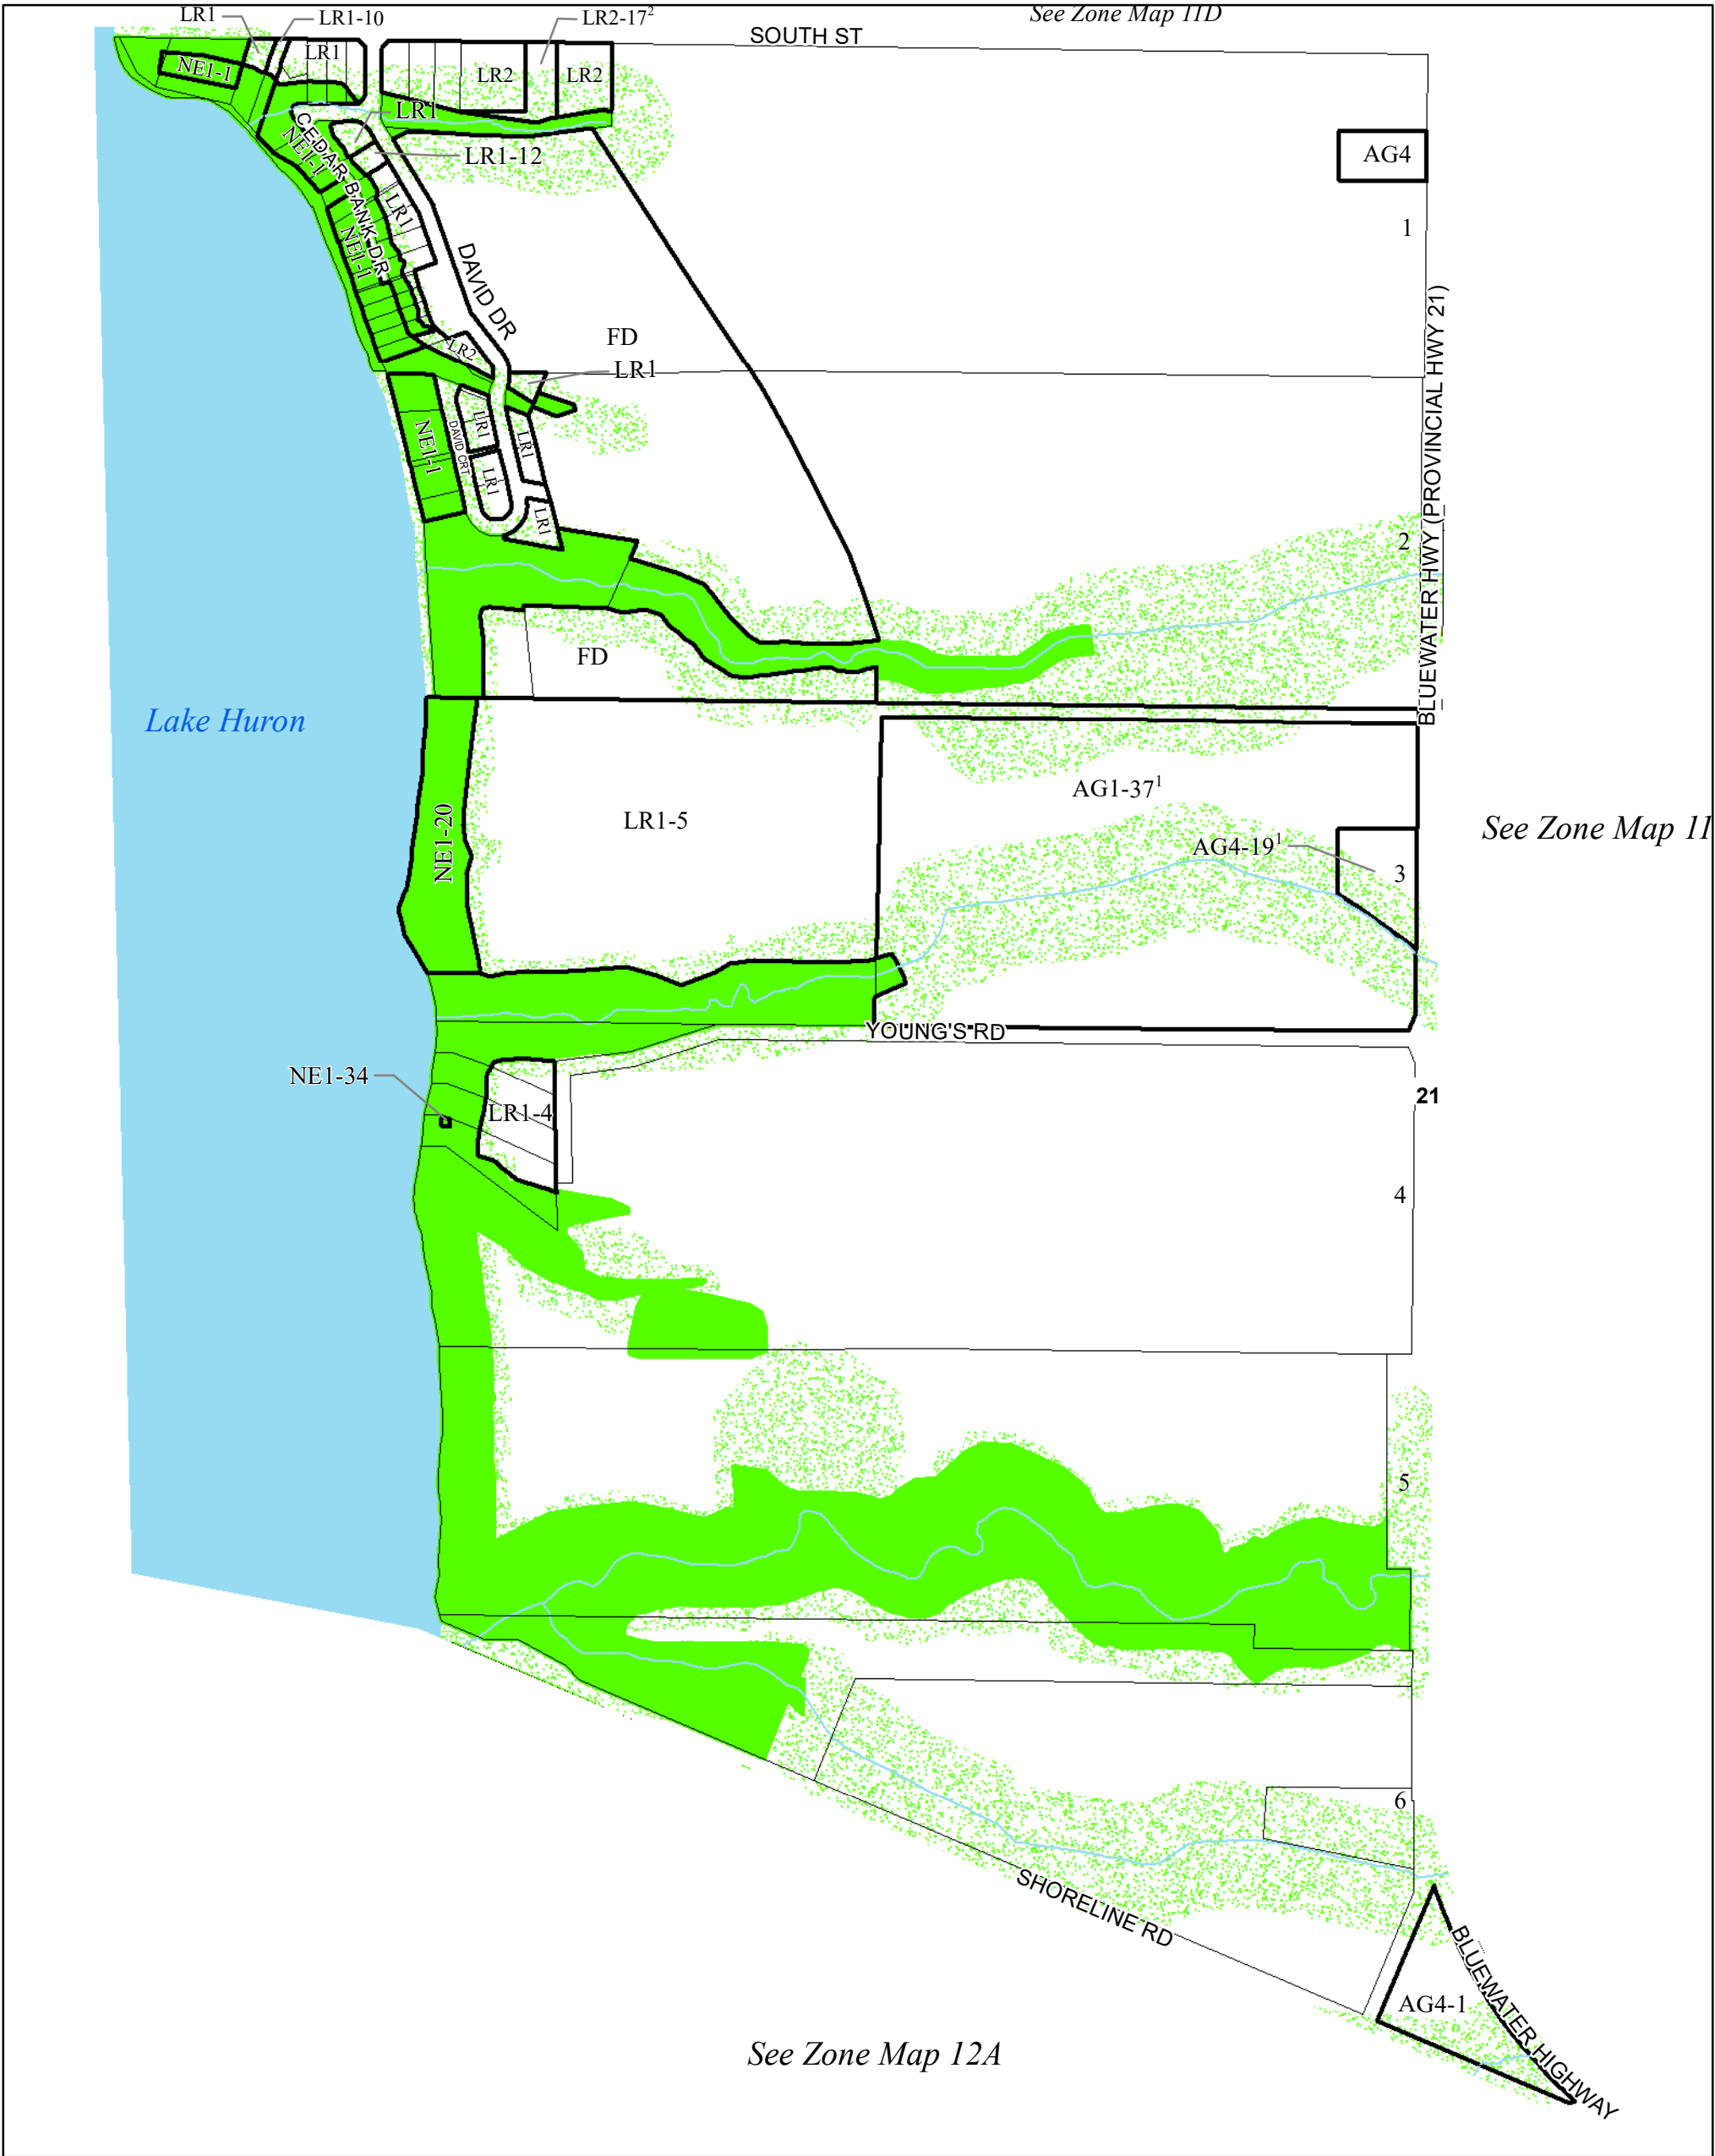 See Zone Map 11D
LR1
LR1-10
LR2-17²
SOUTH ST
LR1
LR2
LR2
NE1-1
LR1
CEDAR BANK DR
NE1-1
LR1-12
AG4
LR1
1
NE1-1
DAVID DR
FD
LR2
LR1
BLUEWATER HWY (PROVINCIAL HWY 21)
NE1-1
LR1
DAVID CRT
LR1
LR1
LR1
2
FD
Lake Huron
AG1-37¹
NE1-20
LR1-5
See Zone Map 11
AG4-19¹
3
YOUNG'S RD
NE1-34
LR1-4
21
4
5
6
SHORELINE RD
AG4-1
BLUEWATER HIGHWAY
See Zone Map 12A